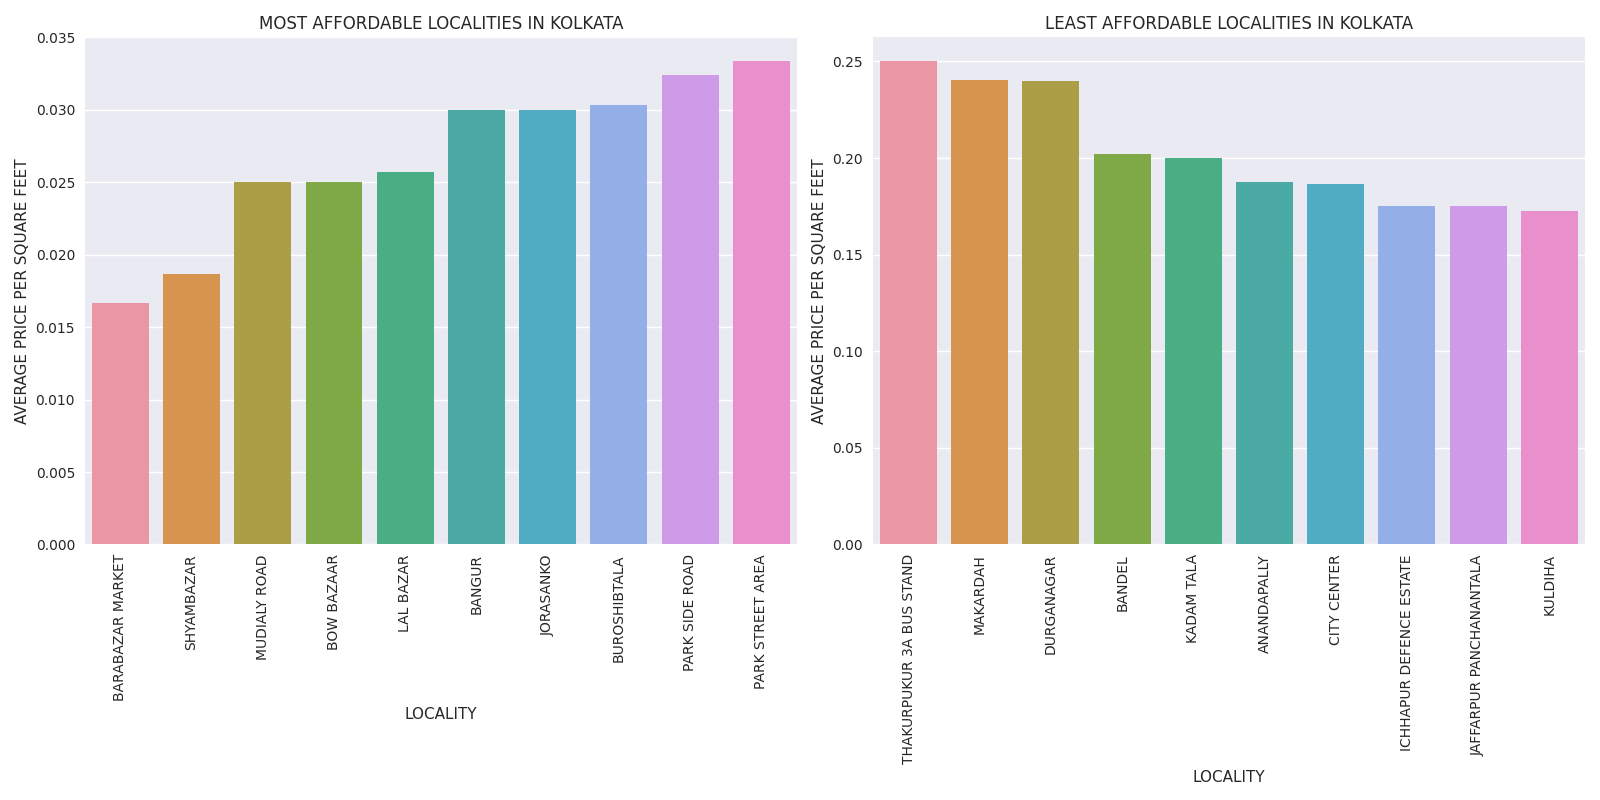 MOST AFFORDABLE LOCALITIES IN KOLKATA
AVERAGE PRICE PER SQUARE FEET
0.035
0.030
0.025
0.020
0.015
0.010
0.005
0.000
BARABAZAR MARKET
SHYAMBAZAR
MUDIALY ROAD
BOW BAZAAR
LAL BAZAR
BANGUR
JORASANKO
BUROSHIBTALA
PARK SIDE ROAD
PARK STREET AREA
LOCALITY
LEAST AFFORDABLE LOCALITIES IN KOLKATA
AVERAGE PRICE PER SQUARE FEET
0.25
0.20
0.15
0.10
0.05
0.00
THAKURPUKUR 3A BUS STAND
MAKARDAH
DURGANAGAR
BANDEL
KADAM TALA
ANANDAPALLY
CITY CENTER
ICHHAPUR DEFENCE ESTATE
JAFFARPUR PANCHANANTALA
KULDIHA
LOCALITY